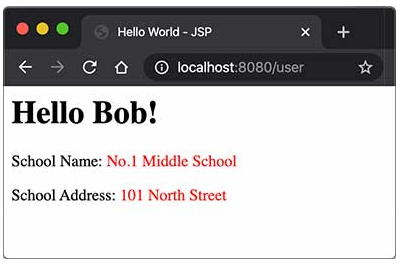 Hello World - JSP
localhost:8080/user
Hello Bob!
School Name: No.1 Middle School
School Address: 101 North Street